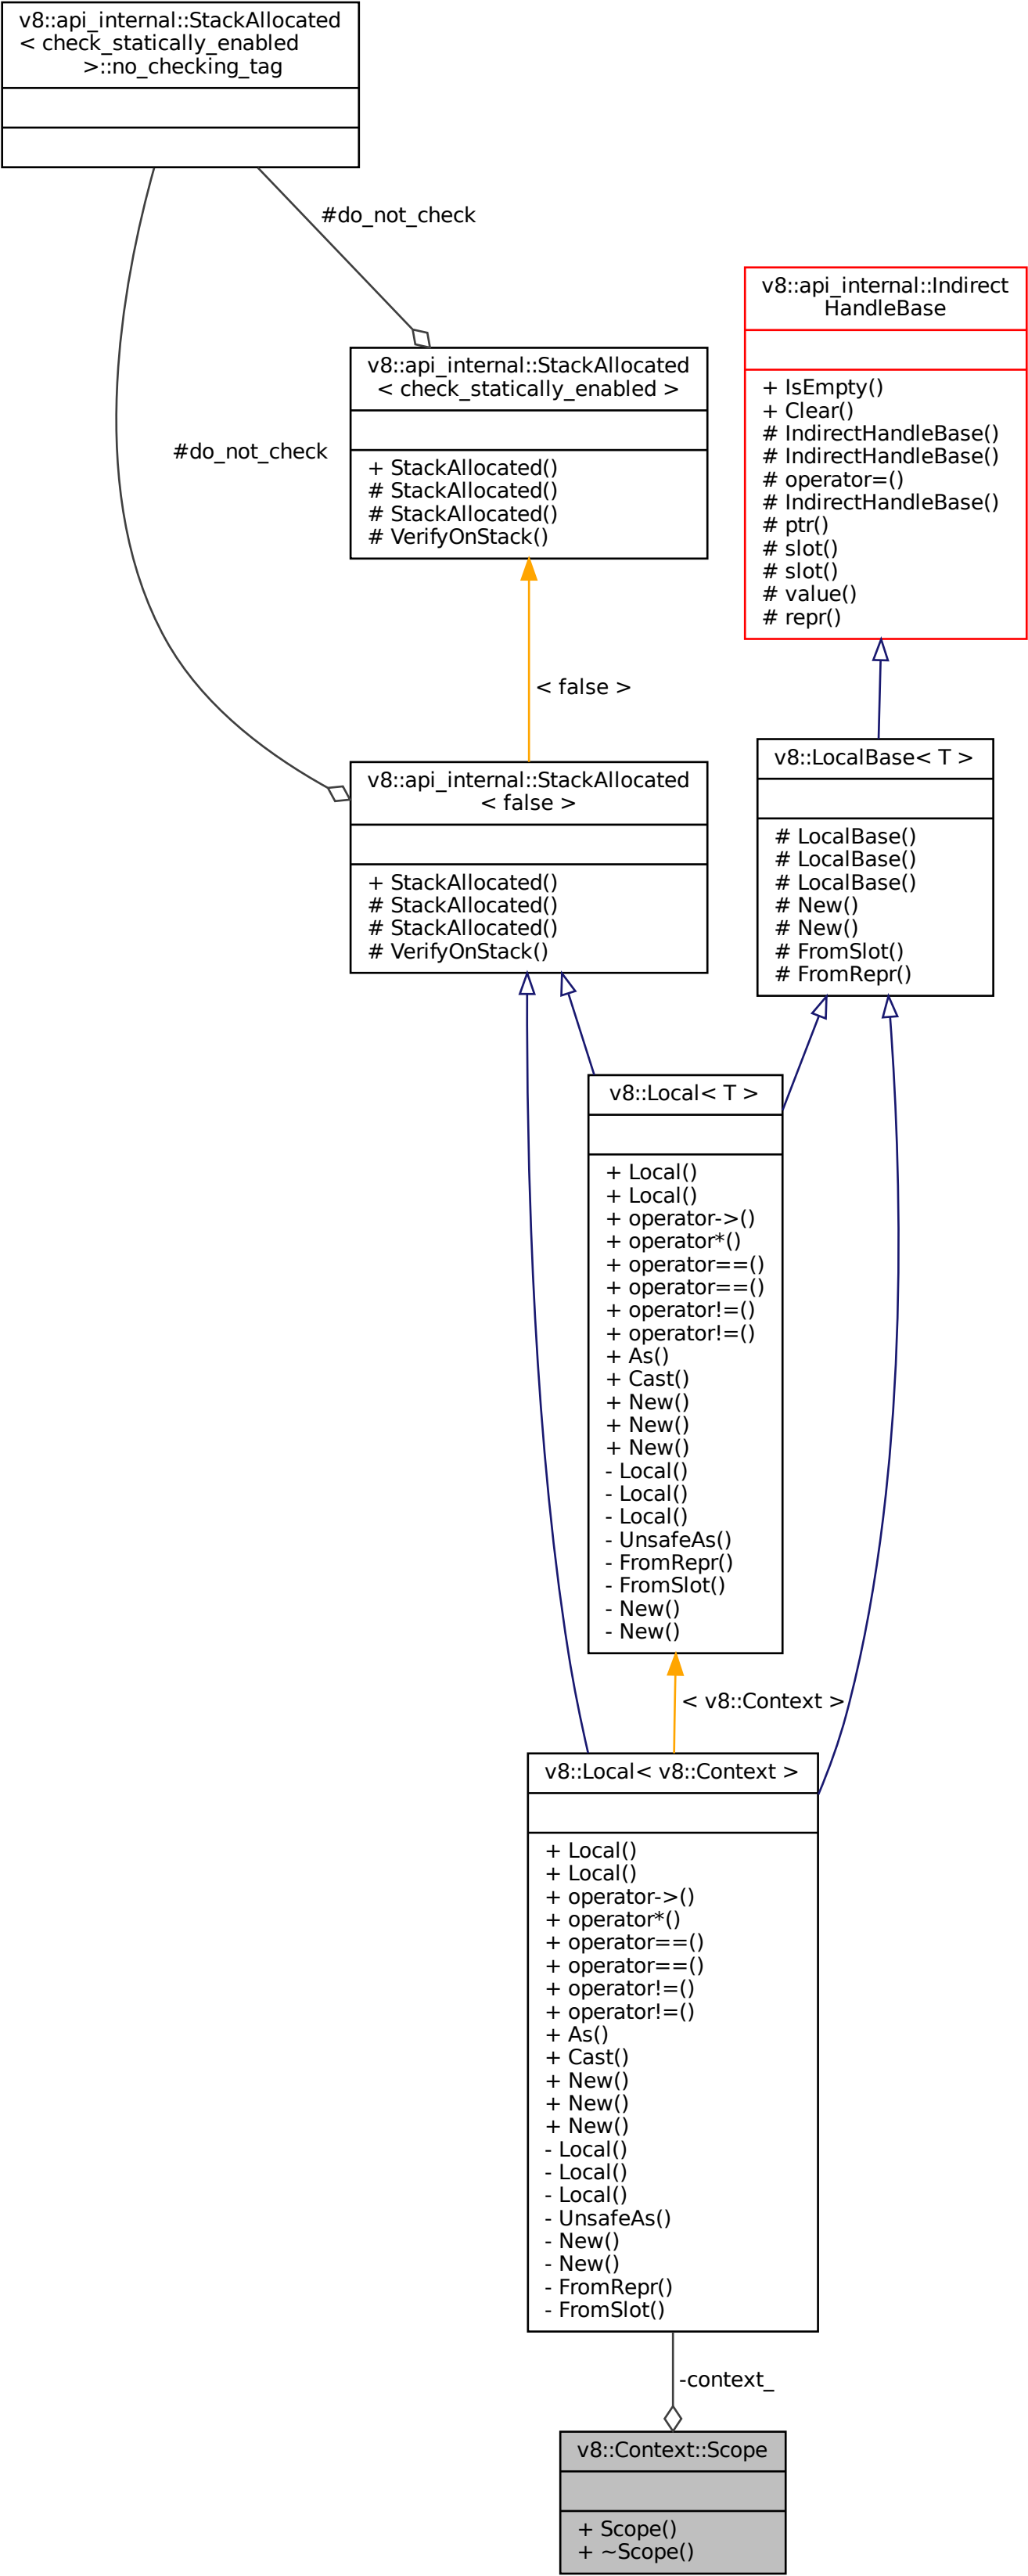 v8::api_internal::StackAllocated
< check_statically_enabled
>::no_checking_tag
#do_not_check
v8::api_internal::Indirect
HandleBase
+ IsEmpty()
+ Clear()
# IndirectHandleBase()
# IndirectHandleBase()
# operator=()
# IndirectHandleBase()
# ptr()
# slot()
# slot()
# value()
# repr()
v8::api_internal::StackAllocated
< check_statically_enabled >
+ StackAllocated()
# StackAllocated()
# StackAllocated()
# VerifyOnStack()
#do_not_check
< false >
v8::LocalBase< T >
# LocalBase()
# LocalBase()
# LocalBase()
# New()
# New()
# FromSlot()
# FromRepr()
v8::api_internal::StackAllocated
< false >
+ StackAllocated()
# StackAllocated()
# StackAllocated()
# VerifyOnStack()
v8::Local< T >
+ Local()
+ Local()
+ operator->()
+ operator*()
+ operator==()
+ operator==()
+ operator!=()
+ operator!=()
+ As()
+ Cast()
+ New()
+ New()
+ New()
- Local()
- Local()
- Local()
- UnsafeAs()
- FromRepr()
- FromSlot()
- New()
- New()
< v8::Context >
v8::Local< v8::Context >
+ Local()
+ Local()
+ operator->()
+ operator*()
+ operator==()
+ operator==()
+ operator!=()
+ operator!=()
+ As()
+ Cast()
+ New()
+ New()
+ New()
- Local()
- Local()
- Local()
- UnsafeAs()
- New()
- New()
- FromRepr()
- FromSlot()
-context_
v8::Context::Scope
+ Scope()
+ ~Scope()